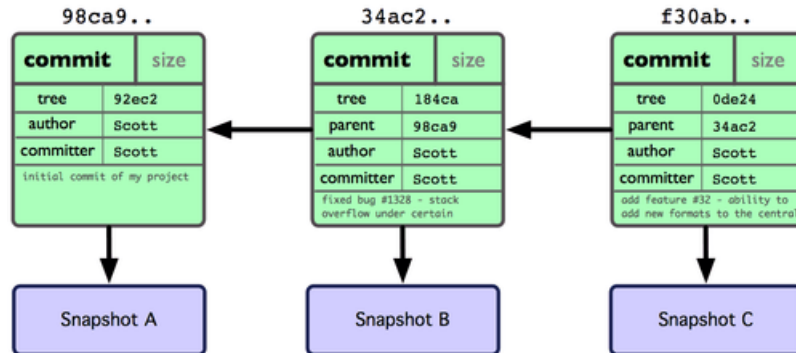 98ca9..
34ac2..
f30ab..
commit size
tree 92ec2
author Scott
committer Scott
initial commit of my project
commit size
tree 184ca
parent 98ca9
author Scott
committer Scott
fixed bug #1328 - stack
overflow under certain
commit size
tree 0de24
parent 34ac2
author Scott
committer Scott
add feature #32 - ability to
add new formats to the central
Snapshot A
Snapshot B
Snapshot C